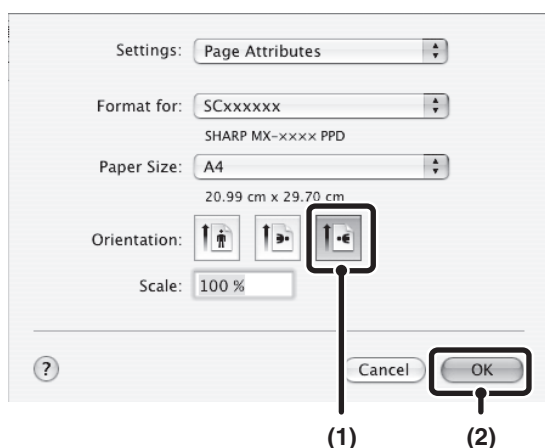 Settings: Page Attributes
Format for: SCxxxxxx
SHARP MX-×××× PPD
Paper Size: A4
20.99 cm x 29.70 cm
Orientation:
Scale: 100 %
? Cancel OK
(1) (2)